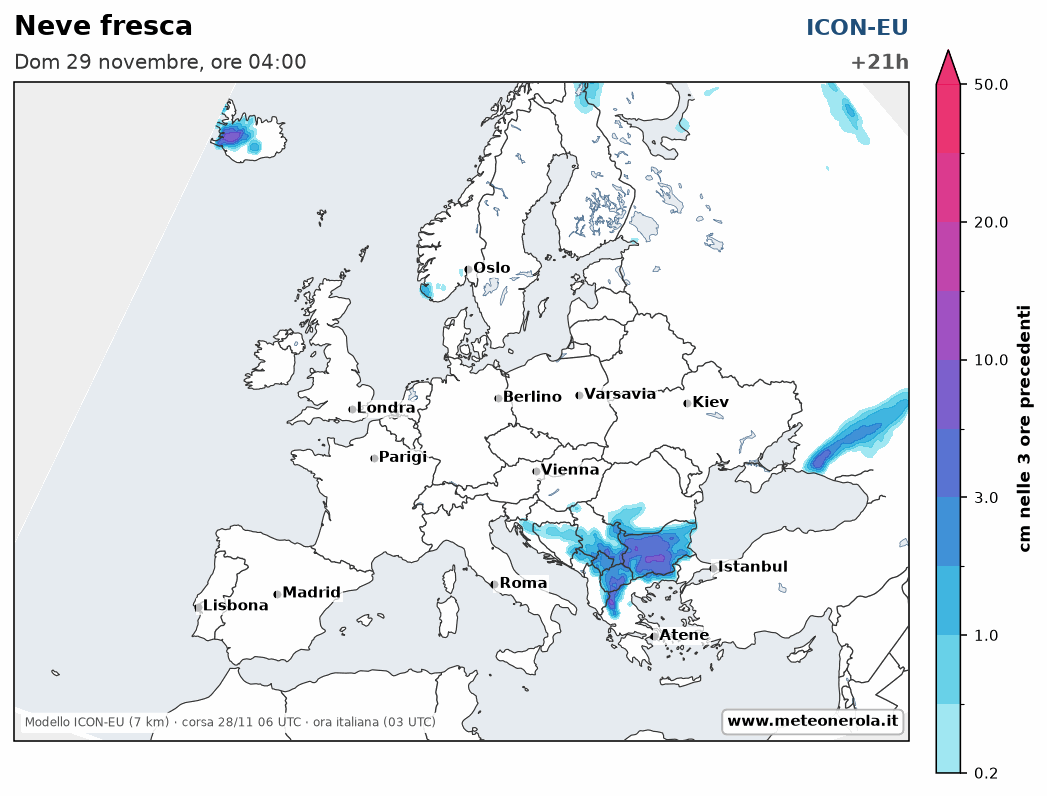 Neve fresca
ICON-EU
Dom 29 novembre, ore 04:00
+21h
50.0
20.0
10.0
3.0
1.0
0.2
cm nelle 3 ore precedenti
Oslo
Berlino
Varsavia
Kiev
Londra
Parigi
Vienna
Istanbul
Roma
Madrid
Lisbona
Atene
Modello ICON-EU (7 km) · corsa 28/11 06 UTC · ora italiana (03 UTC)
www.meteonerola.it